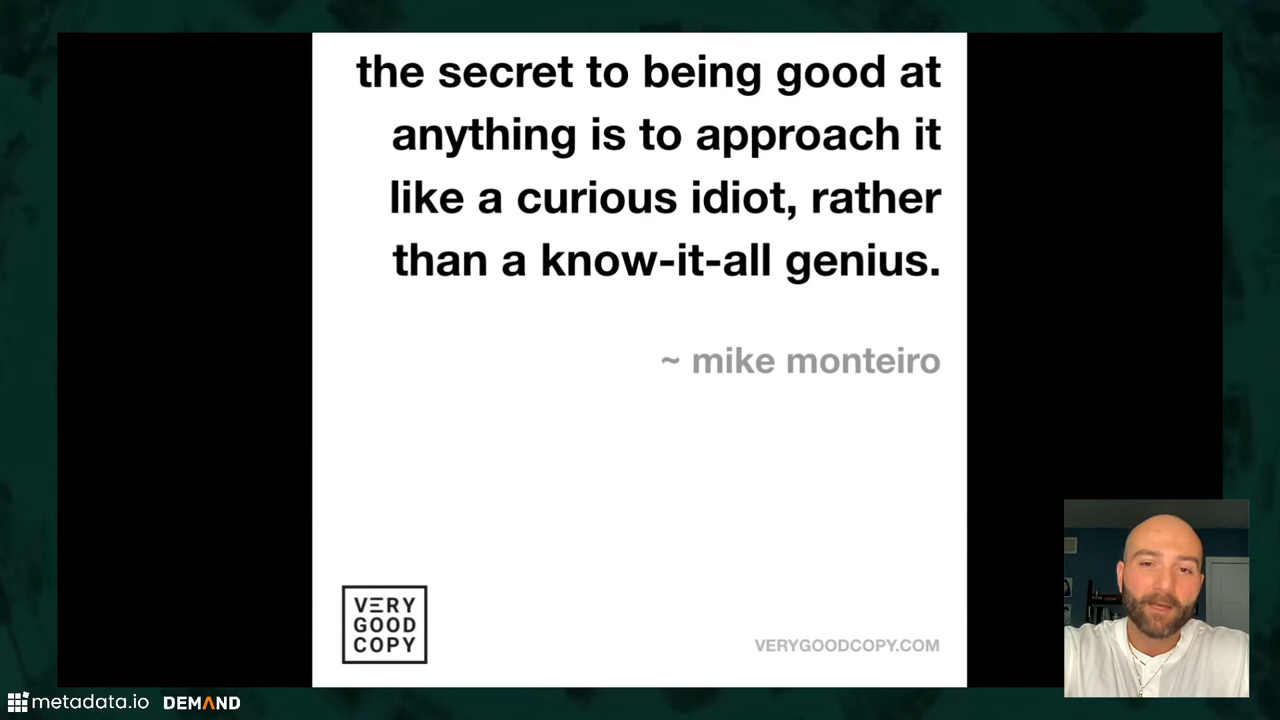 the secret to being good at
anything is to approach it
like a curious idiot, rather
than a know-it-all genius.
~ mike monteiro
VERY
GOOD
COPY
VERYGOODCOPY.COM
metadata.io DEMAND